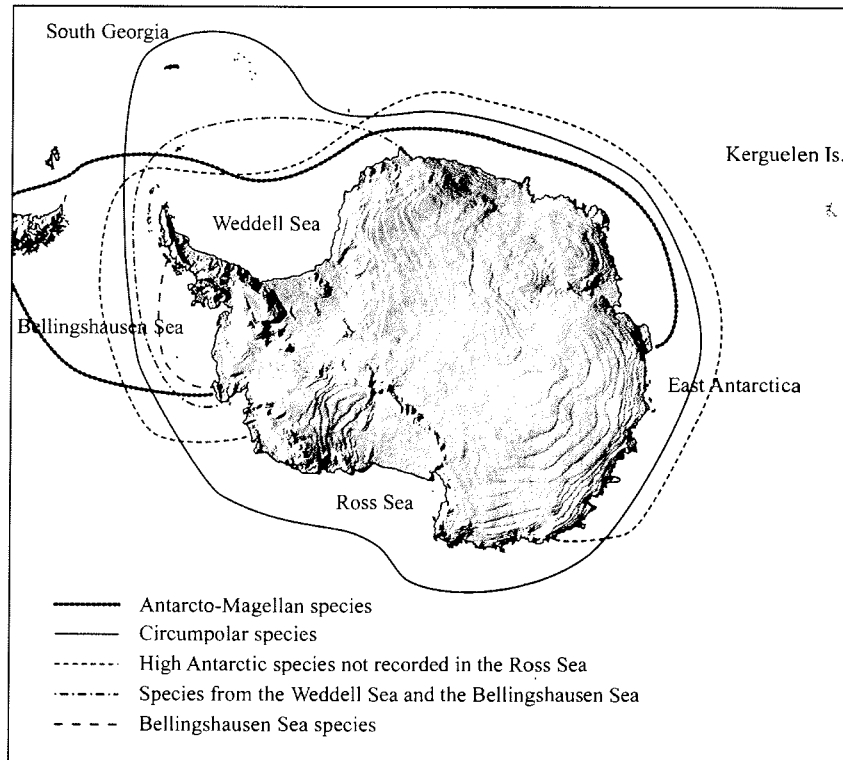 South Georgia
Kerguelen Is.
Weddell Sea
Bellingshausen Sea
East Antarctica
Ross Sea
Antarcto-Magellan species
Circumpolar species
High Antarctic species not recorded in the Ross Sea
Species from the Weddell Sea and the Bellingshausen Sea
Bellingshausen Sea species